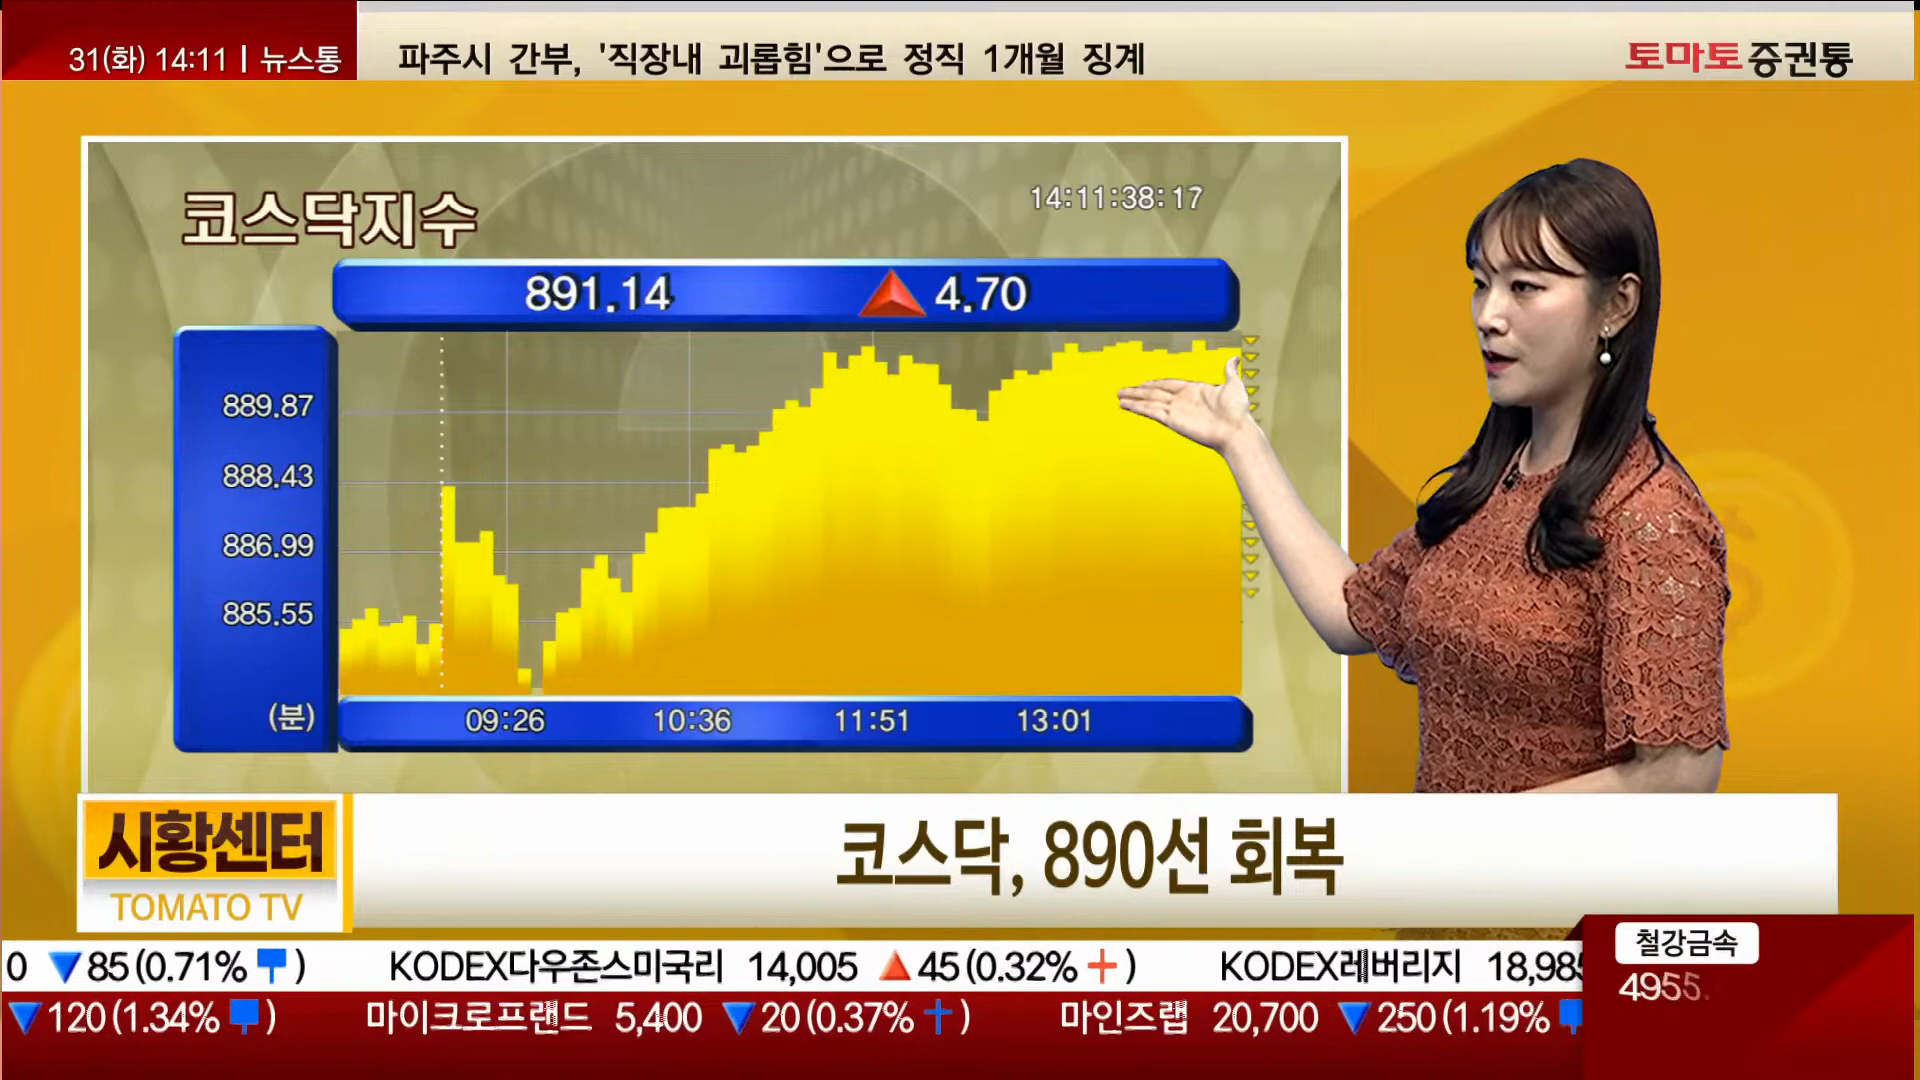 31(화) 14:11 | 뉴스통
파주시 간부, '직장내 괴롭힘'으로 정직 1개월 징계
토마토증권통
코스닥지수
14:11:38:17
891.14 ▲ 4.70
889.87
888.43
886.99
885.55
(분)
09:26 10:36 11:51 13:01
시황센터
TOMATO TV
코스닥, 890선 회복
0 ▼85(0.71% ) KODEX다우존스미국리 14,005 ▲45(0.32% + ) KODEX레버리지 18,985
▼120(1.34% ) 마이크로프랜드 5,400 ▼20(0.37% + ) 마인즈랩 20,700 ▼250(1.19%
철강금속
4955.